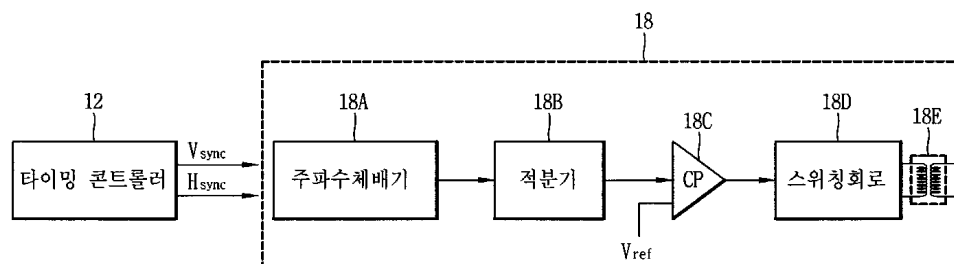 18
12
18A
18B
18C
18D
18E
타이밍 콘트롤러
Vsync
Hsync
주파수체배기
적분기
CP
스위칭회로
Vref